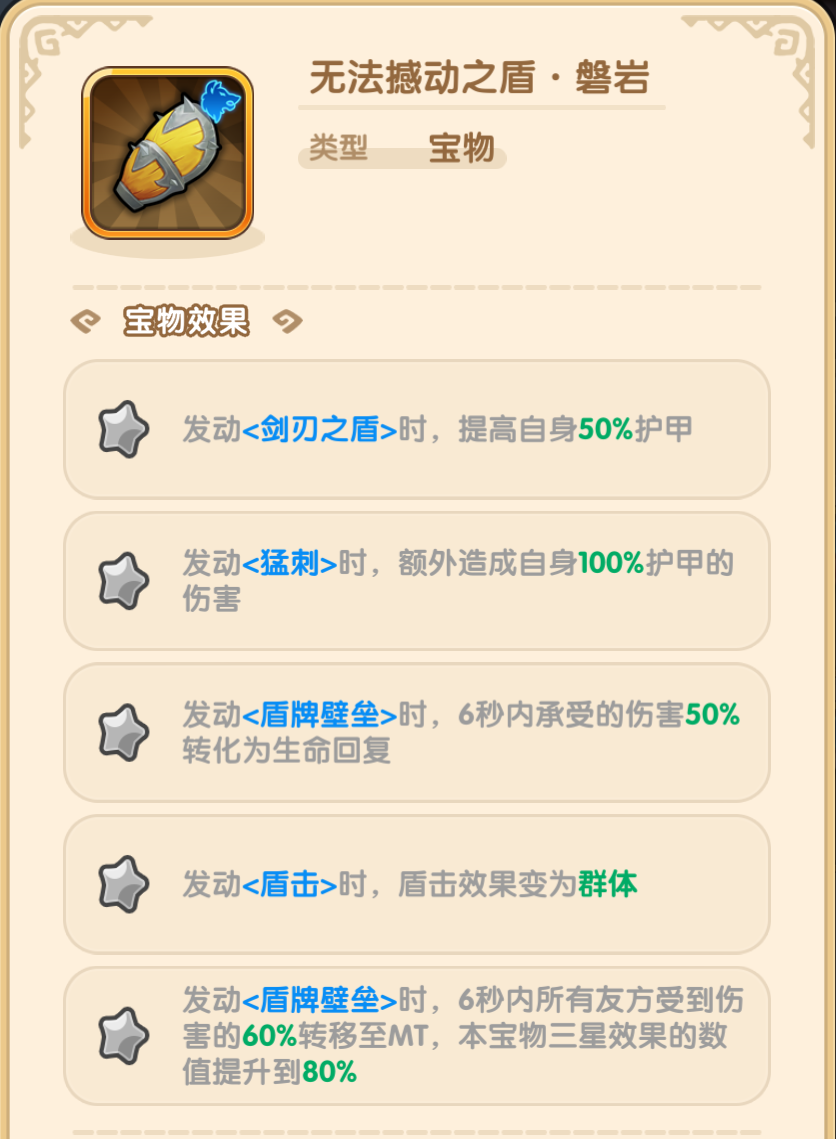 无法撼动之盾·磐岩
类型 宝物
宝物效果
发动<剑刃之盾>时，提高自身50%护甲
发动<猛刺>时，额外造成自身100%护甲的
伤害
发动<盾牌壁垒>时，6秒内承受的伤害50%
转化为生命回复
发动<盾击>时，盾击效果变为群体
发动<盾牌壁垒>时，6秒内所有友方受到伤
害的60%转移至MT，本宝物三星效果的数
值提升到80%